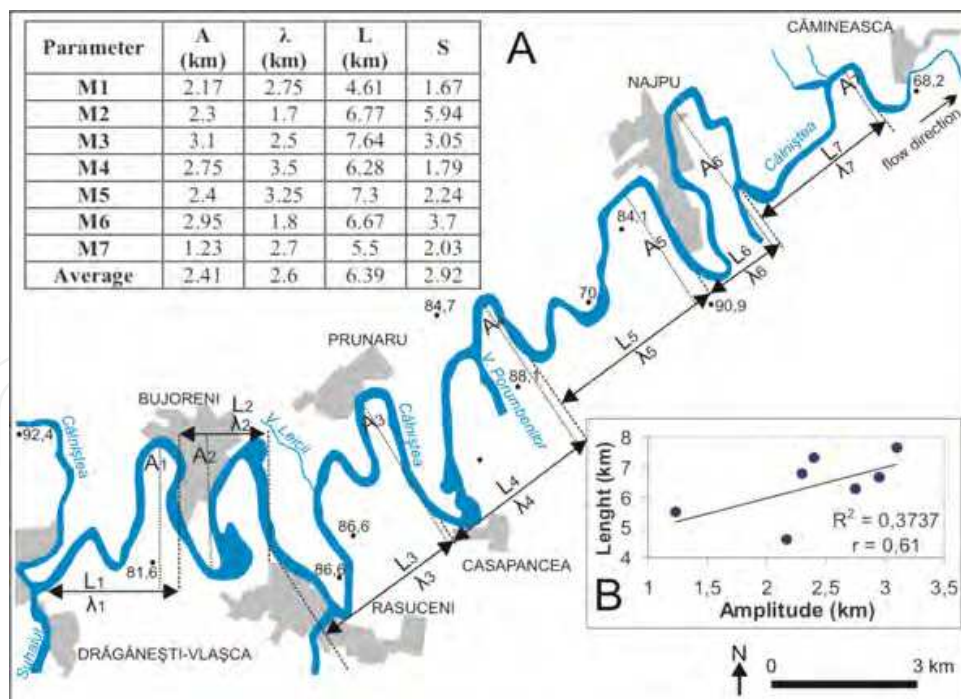 Parameter A (km) λ (km) L (km) S
M1 2.17 2.75 4.61 1.67
M2 2.3 1.7 6.77 5.94
M3 3.1 2.5 7.64 3.05
M4 2.75 3.5 6.28 1.79
M5 2.4 3.25 7.3 2.24
M6 2.95 1.8 6.67 3.7
M7 1.23 2.7 5.5 2.03
Average 2.41 2.6 6.39 2.92
A
CĂMINEASCA
NAJPU
68,2
flow direction
A7
L7
λ7
Câlniştea
A6
84,1
A5
L6
λ6
90,9
70
84,7
L5
λ5
PRUNARU
88,1
V. Porumbenilor
BUJORENI
L2
λ2
V. Leicii
A3
Câlniştea
92,4
Câlniştea
A1
A2
L4
λ4
81,6
86,6
86,6
L3
λ3
CASAPANCEA
L1
λ1
RASUCENI
Suhaiul
DRĂGĂNEŞTI-VLAŞCA
Lenght (km)
8
7
6
5
4
R² = 0,3737
r = 0,61
1 1,5 2 2,5 3 3,5
Amplitude (km)
B
N
0 3 km